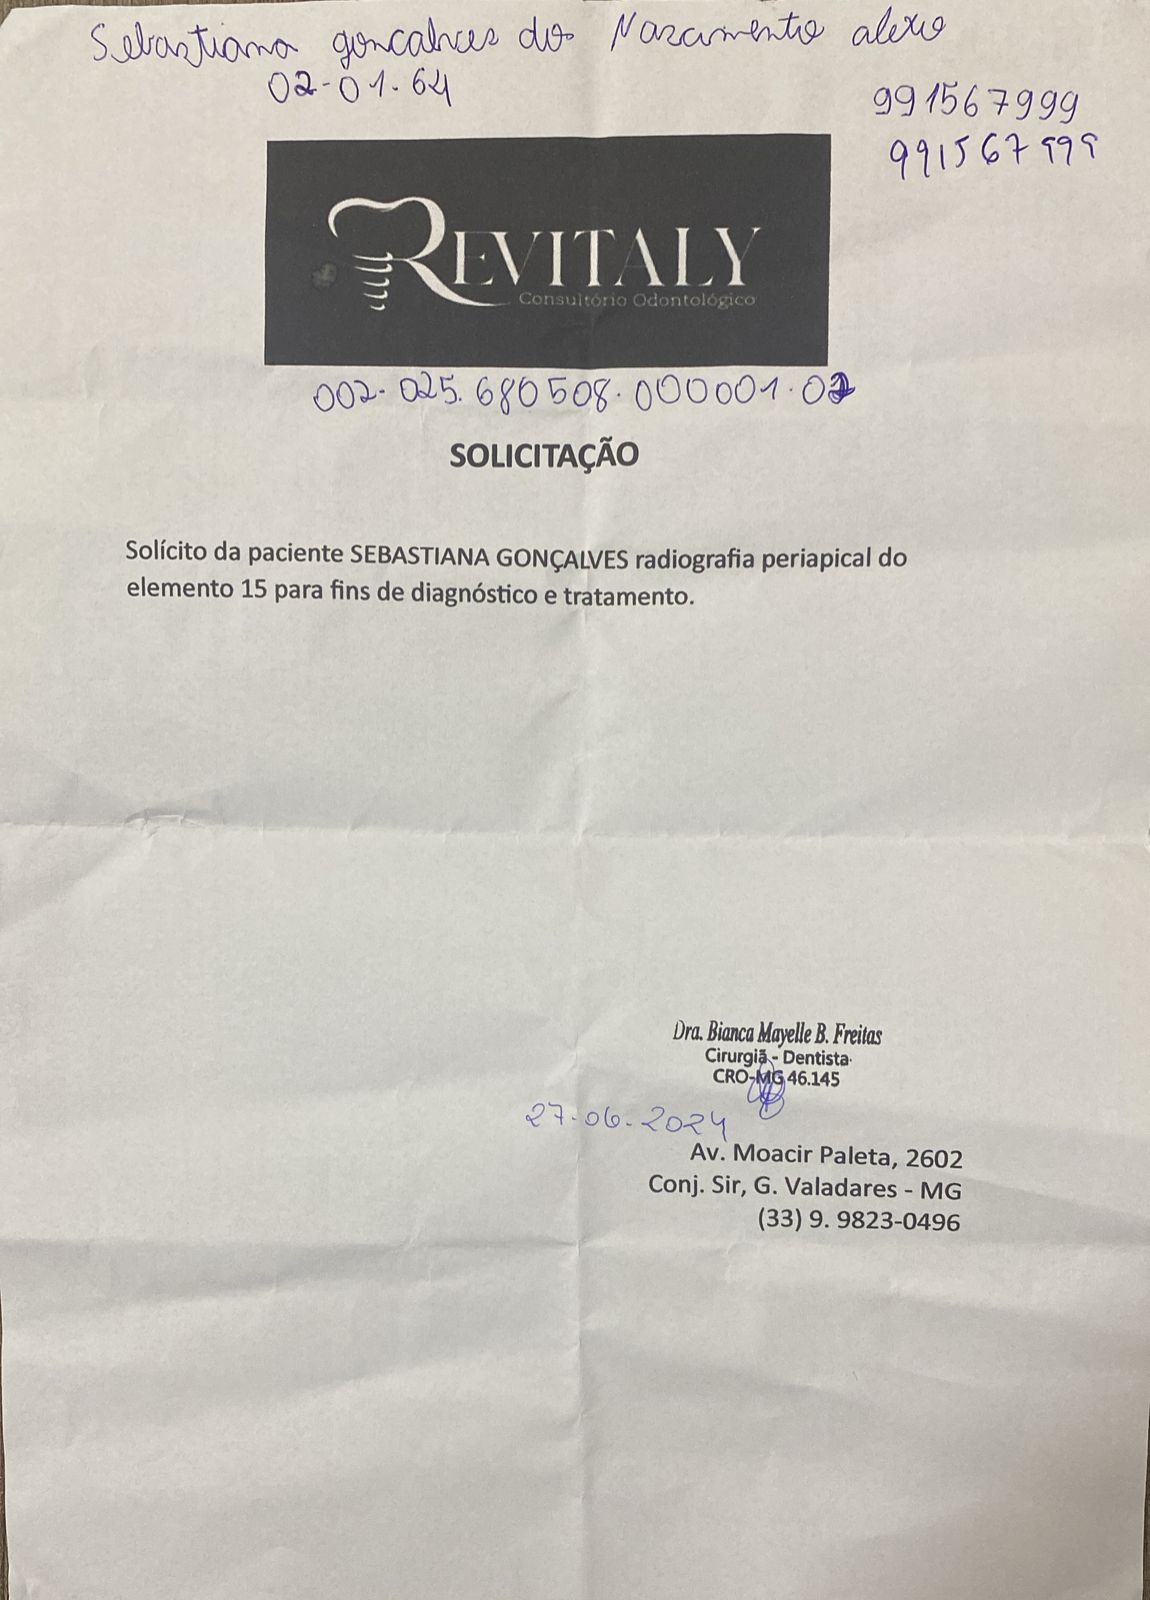 Sebastiana goncalves do Nascimento alexo
02-01.64
991567999
991567999
REVITALY
Consultório Odontológico
002-025.680508.000001.02
SOLICITAÇÃO
Solícito da paciente SEBASTIANA GONÇALVES radiografia periapical do
elemento 15 para fins de diagnóstico e tratamento.
Dra. Bianca Mayelle B. Freitas
Cirurgiã - Dentista
CRO-MG 46.145
27-06-2024
Av. Moacir Paleta, 2602
Conj. Sir, G. Valadares - MG
(33) 9. 9823-0496